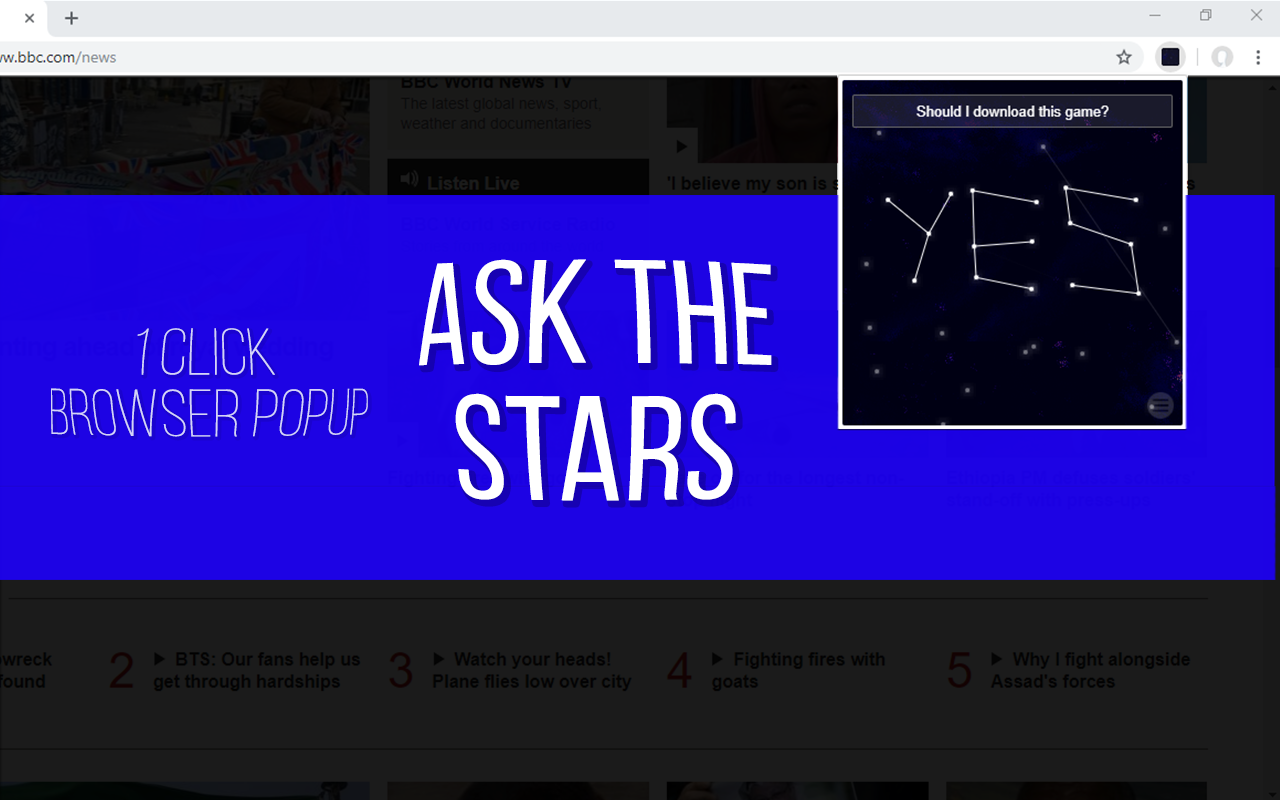 ww.bbc.com/news
BBC World News TV
The latest global news, sport,
weather and documentaries
Listen Live
'I believe my son is s
s
Should I download this game?
YES
1 CLICK
BROWSER POPUP
ASK THE
STARS
wreck
found
2 BTS: Our fans help us
get through hardships
3 Watch your heads!
Plane flies low over city
4 Fighting fires with
goats
5 Why I fight alongside
Assad's forces